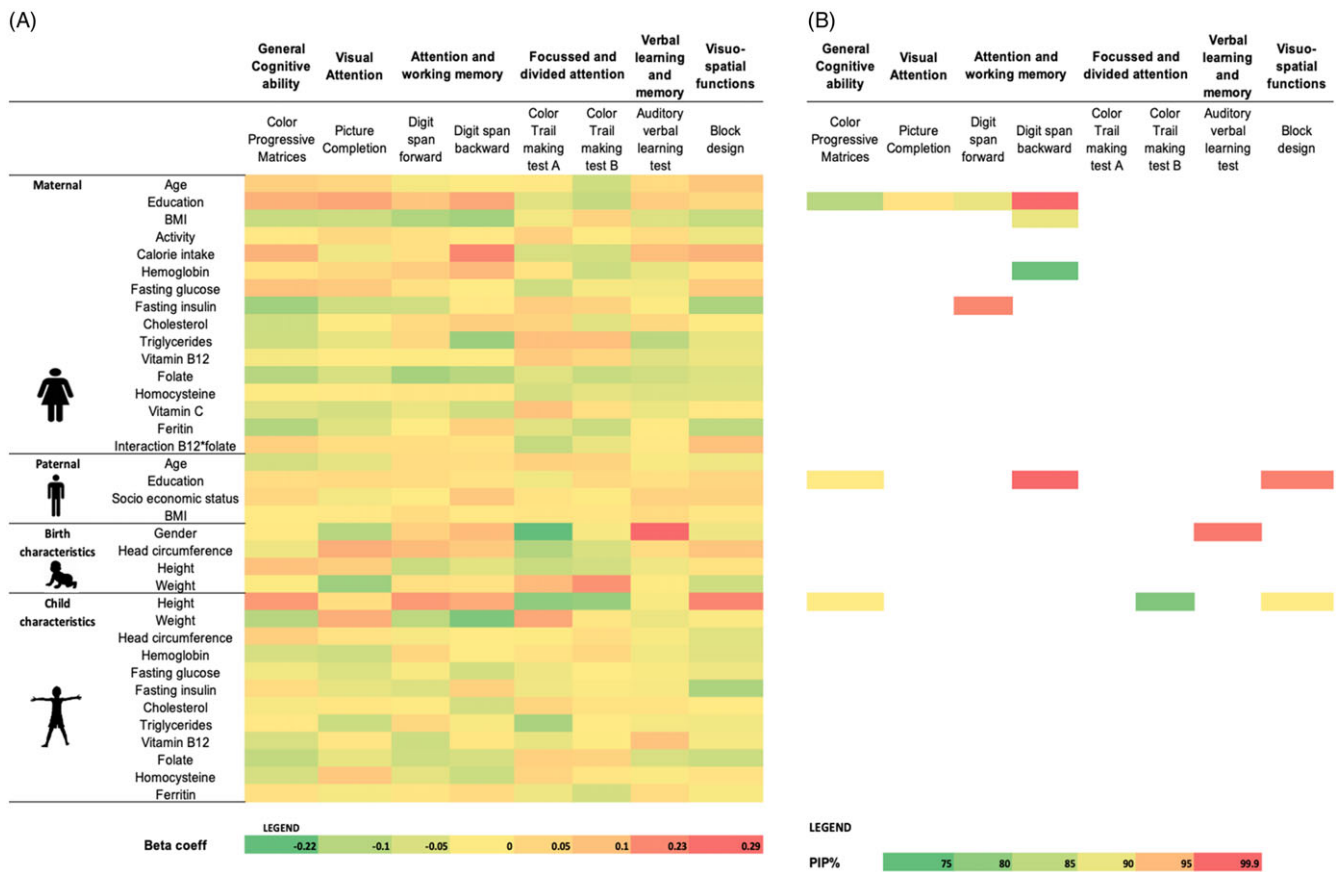 (A)
General Cognitive ability
Visual Attention
Attention and working memory
Focussed and divided attention
Verbal learning and memory
Visuo-spatial functions
Color Progressive Matrices
Picture Completion
Digit span forward
Digit span backward
Color Trail making test A
Color Trail making test B
Auditory verbal learning test
Block design
Maternal
Age
Education
BMI
Activity
Calorie intake
Hemoglobin
Fasting glucose
Fasting insulin
Cholesterol
Triglycerides
Vitamin B12
Folate
Homocysteine
Vitamin C
Feritin
Interaction B12*folate
Paternal
Age
Education
Socio economic status
BMI
Birth characteristics
Gender
Head circumference
Height
Weight
Child characteristics
Height
Weight
Head circumference
Hemoglobin
Fasting glucose
Fasting insulin
Cholesterol
Triglycerides
Vitamin B12
Folate
Homocysteine
Ferritin
LEGEND
Beta coeff -0.22 -0.1 -0.05 0 0.05 0.1 0.23 0.29
(B)
General Cognitive ability
Visual Attention
Attention and working memory
Focussed and divided attention
Verbal learning and memory
Visuo-spatial functions
Color Progressive Matrices
Picture Completion
Digit span forward
Digit span backward
Color Trail making test A
Color Trail making test B
Auditory verbal learning test
Block design
LEGEND
PIP% 75 80 85 90 95 99.9